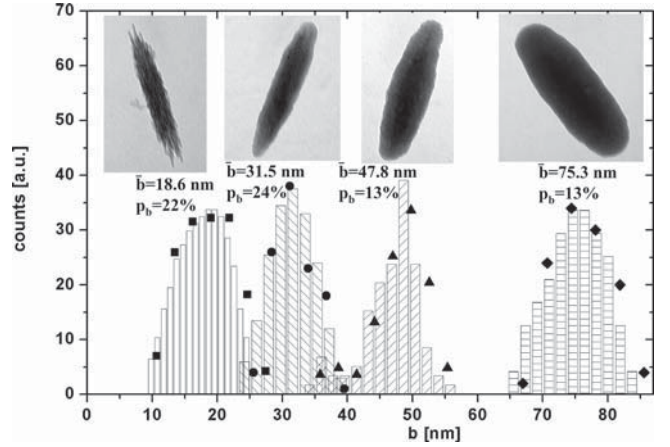 70
60
50
40
30
20
10
0
counts [a.u.]
b̄=18.6 nm
p_b=22%
b̄=31.5 nm
p_b=24%
b̄=47.8 nm
p_b=13%
b̄=75.3 nm
p_b=13%
0 10 20 30 40 50 60 70 80
b [nm]